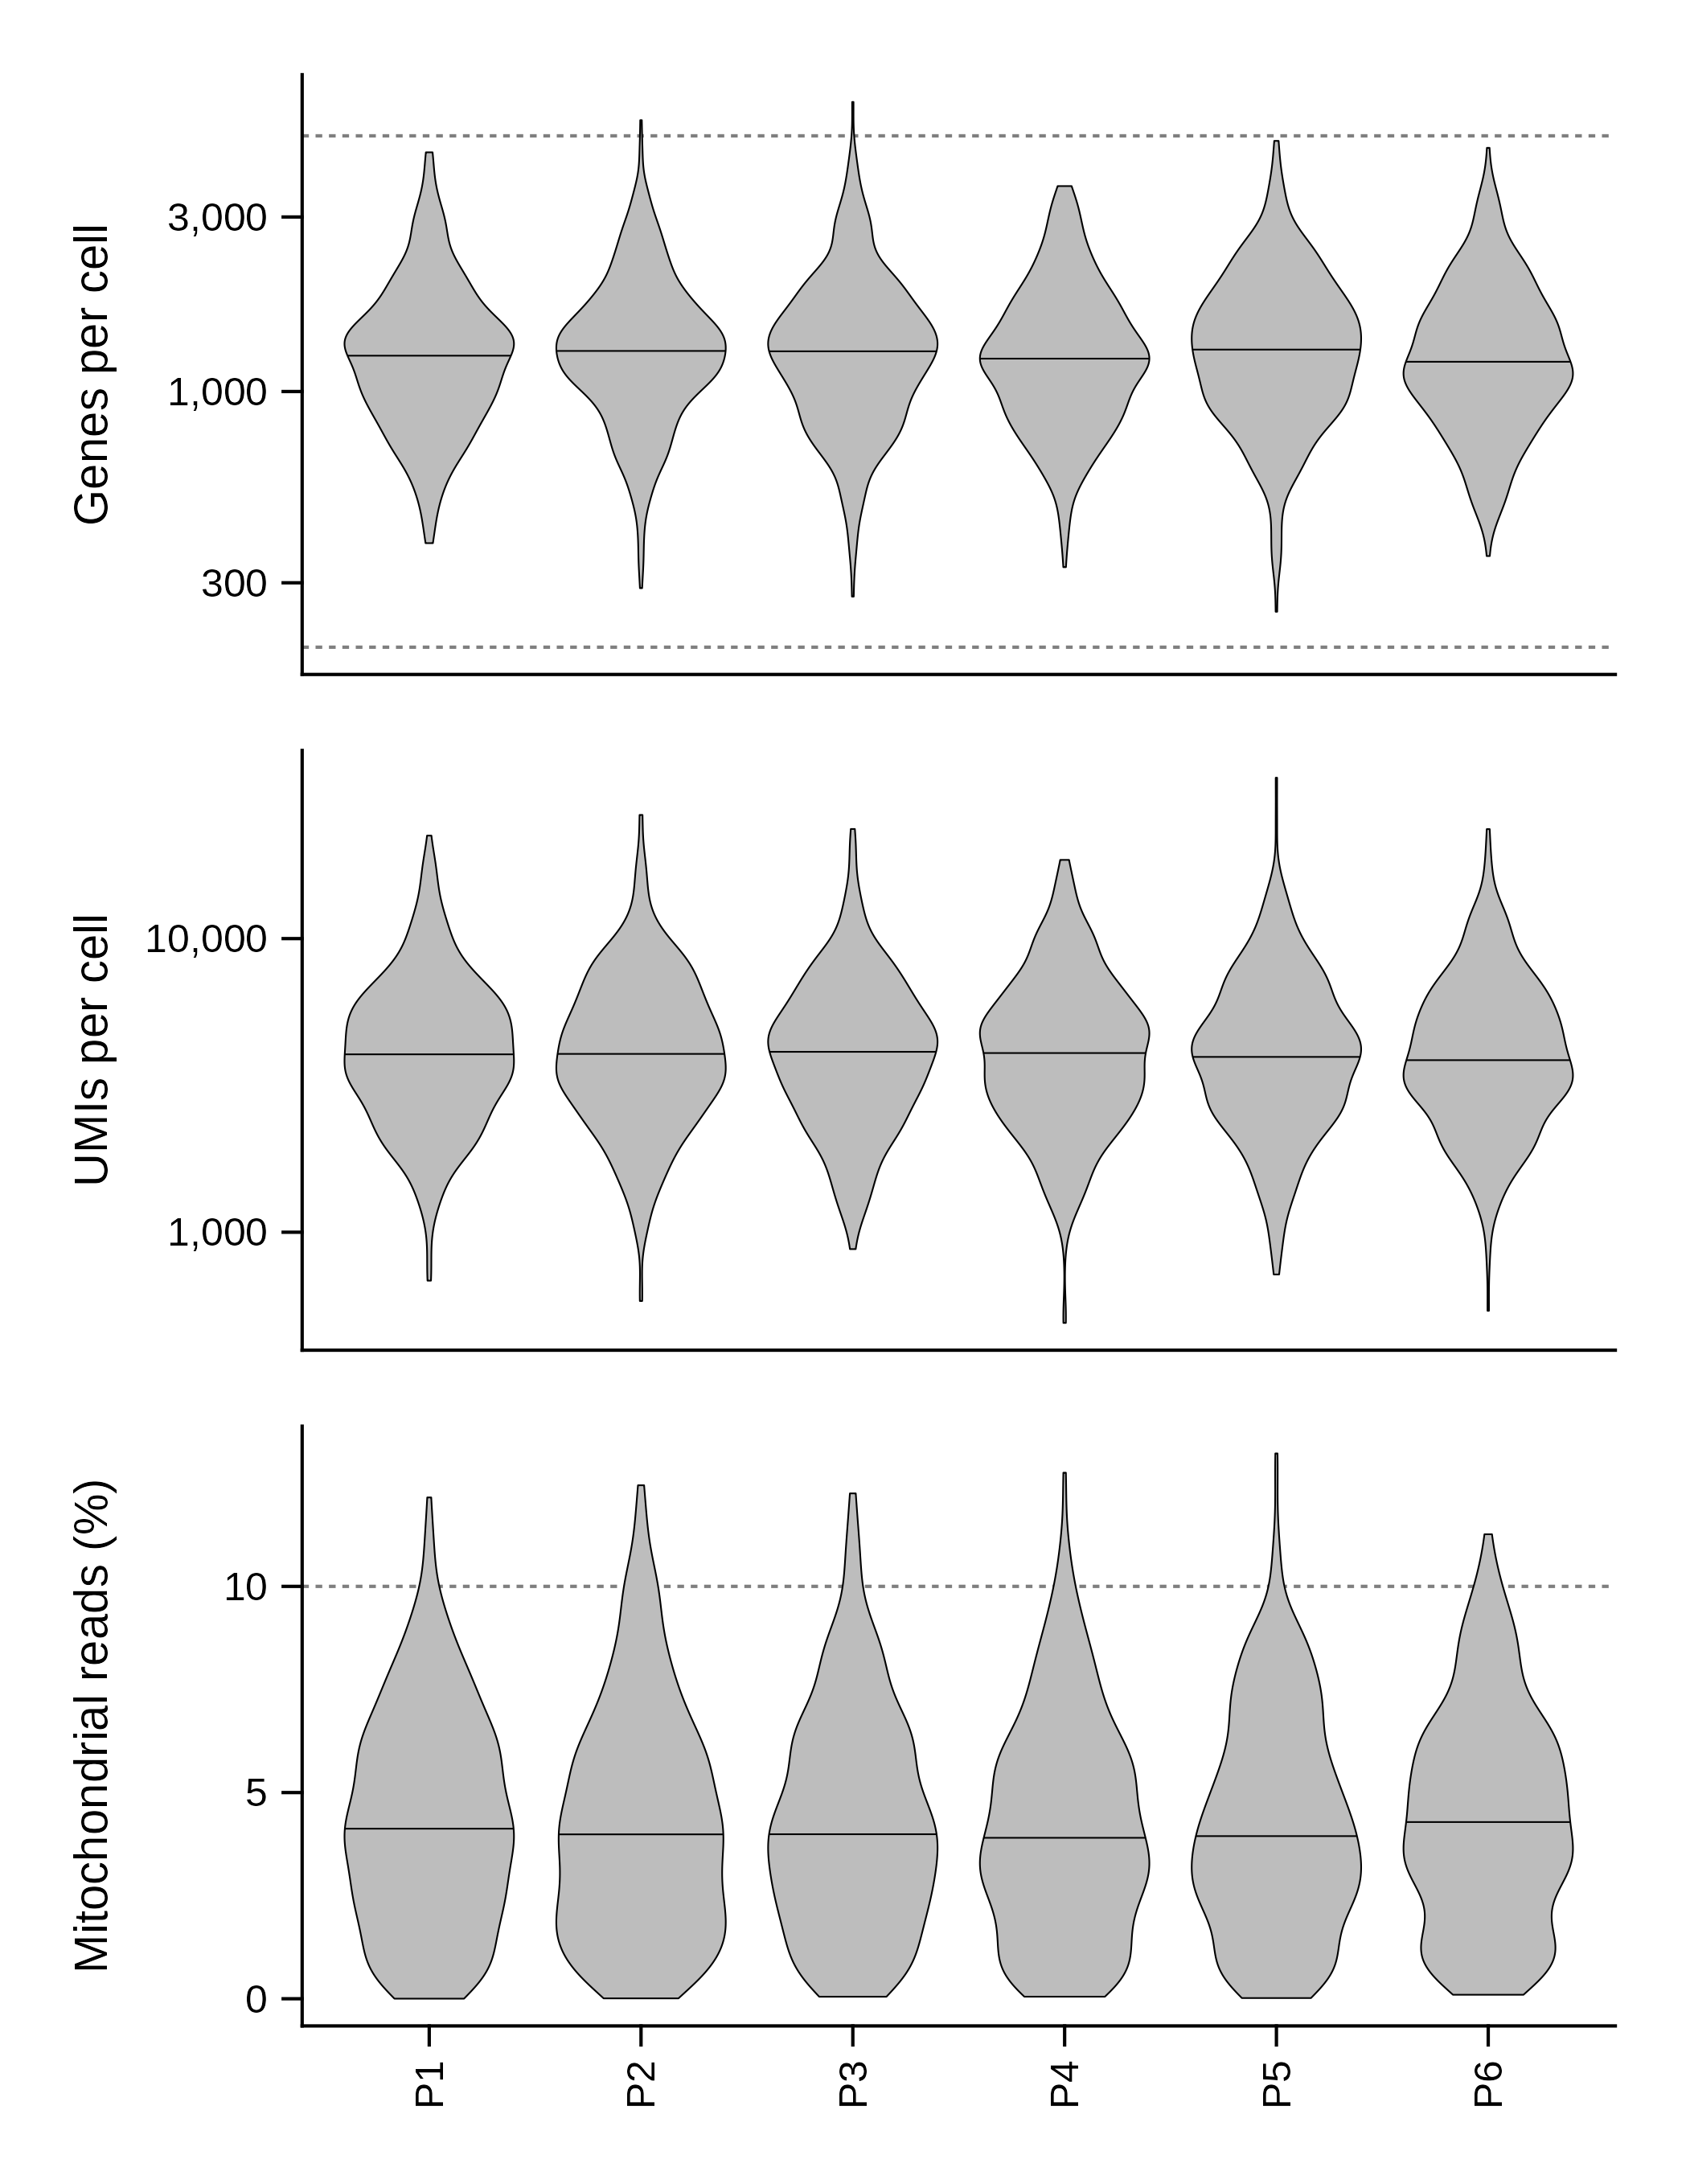 Genes per cell
3,000
1,000
300
UMIs per cell
10,000
1,000
Mitochondrial reads (%)
10
5
0
P1 P2 P3 P4 P5 P6